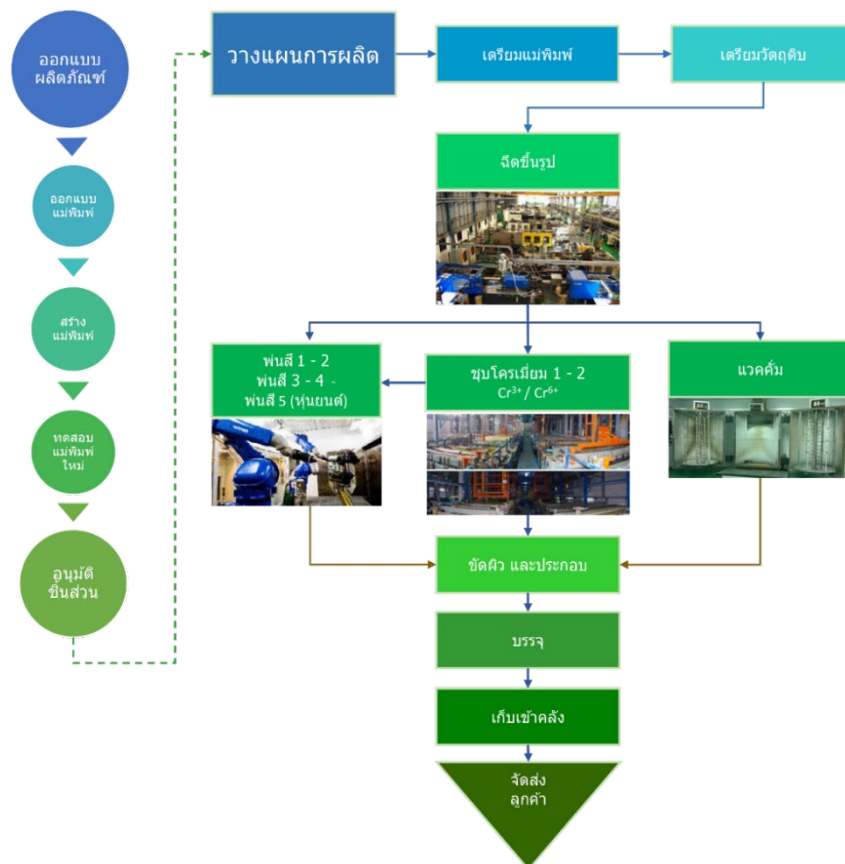 ออกแบบ
ผลิตภัณฑ์
ออกแบบ
แม่พิมพ์
สร้าง
แม่พิมพ์
ทดสอบ
แม่พิมพ์
ใหม่
อนุมัติ
ชิ้นส่วน
วางแผนการผลิต
เตรียมแม่พิมพ์
เตรียมวัตถุดิบ
ฉีดขึ้นรูป
พ่นสี 1 - 2
พ่นสี 3 - 4 -
พ่นสี 5 (หุ่นยนต์)
ชุบโครเมี่ยม 1 - 2
Cr³⁺ / Cr⁶⁺
แวคคั่ม
ขัดผิว และประกอบ
บรรจุ
เก็บเข้าคลัง
จัดส่ง
ลูกค้า